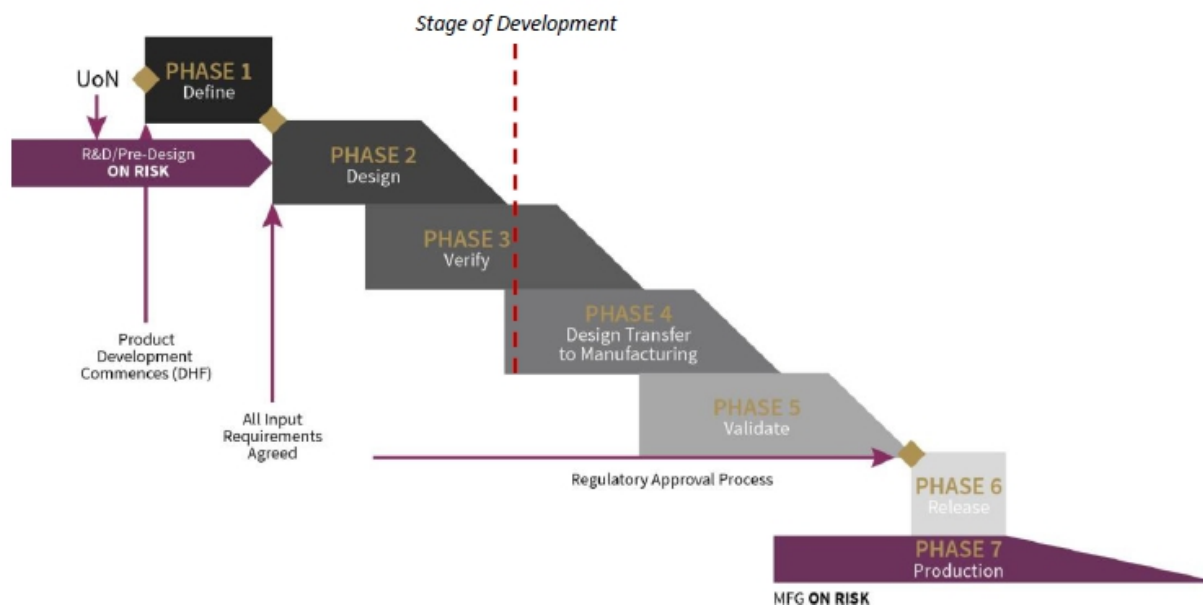 Stage of Development
UoN
PHASE 1
Define
R&D/Pre-Design
ON RISK
PHASE 2
Design
PHASE 3
Verify
Product
Development
Commences (DHF)
PHASE 4
Design Transfer
to Manufacturing
All Input
Requirements
Agreed
PHASE 5
Validate
Regulatory Approval Process
PHASE 6
Release
PHASE 7
Production
MFG ON RISK